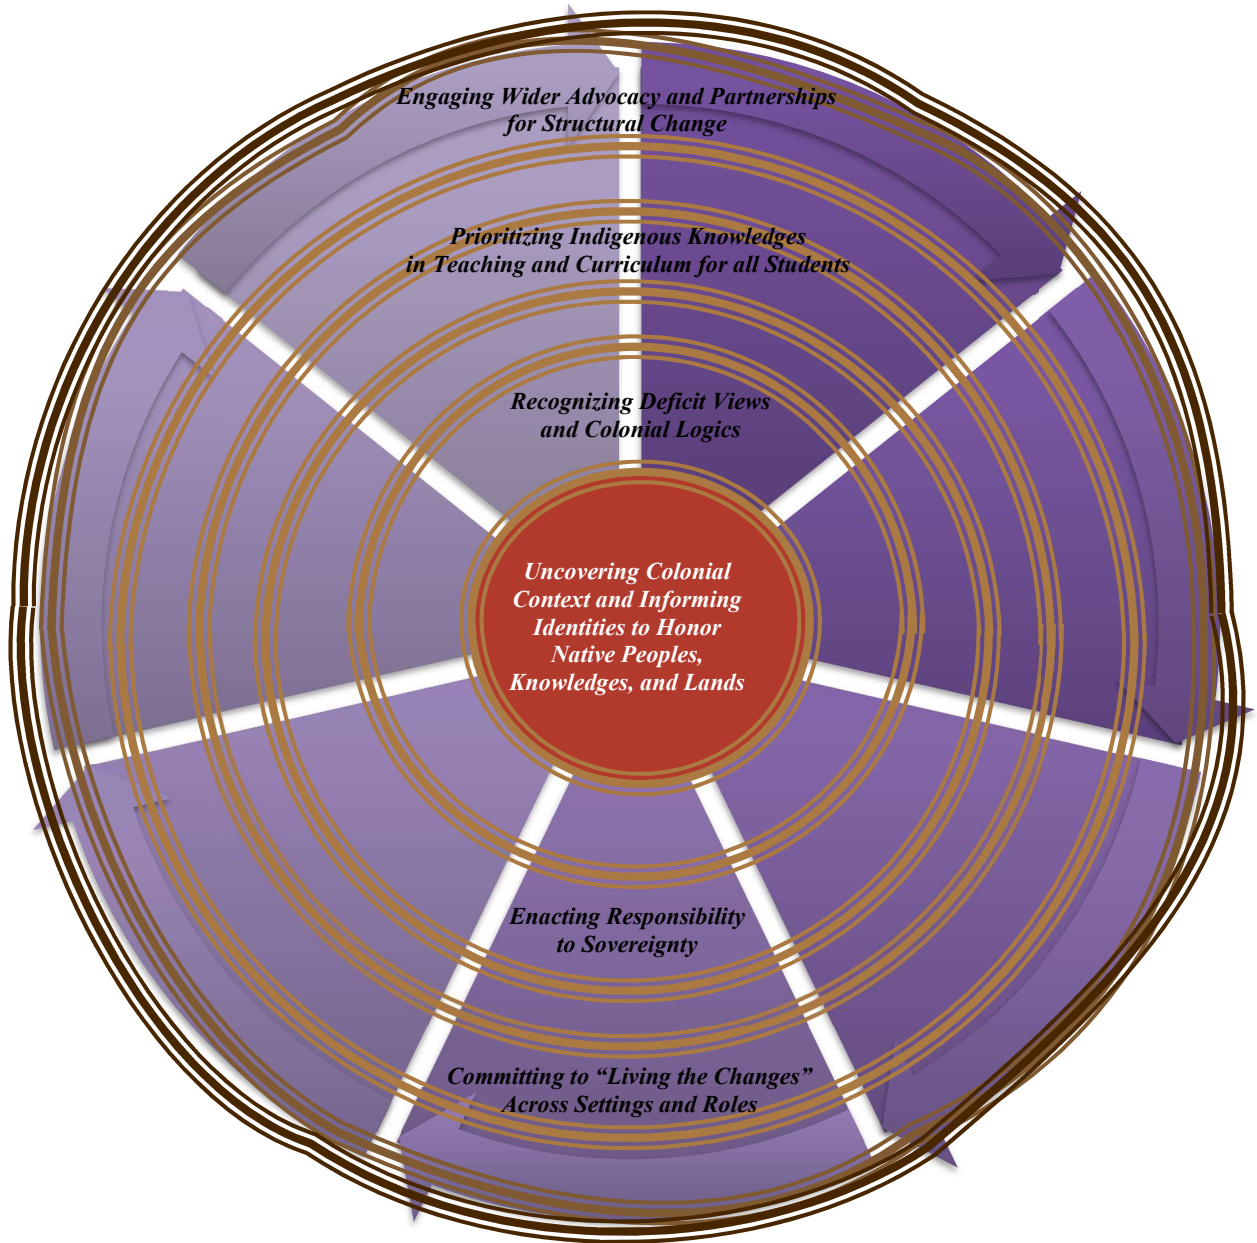 Engaging Wider Advocacy and Partnerships
for Structural Change
Prioritizing Indigenous Knowledges
in Teaching and Curriculum for all Students
Recognizing Deficit Views
and Colonial Logics
Uncovering Colonial
Context and Informing
Identities to Honor
Native Peoples,
Knowledges, and Lands
Enacting Responsibility
to Sovereignty
Committing to “Living the Changes”
Across Settings and Roles